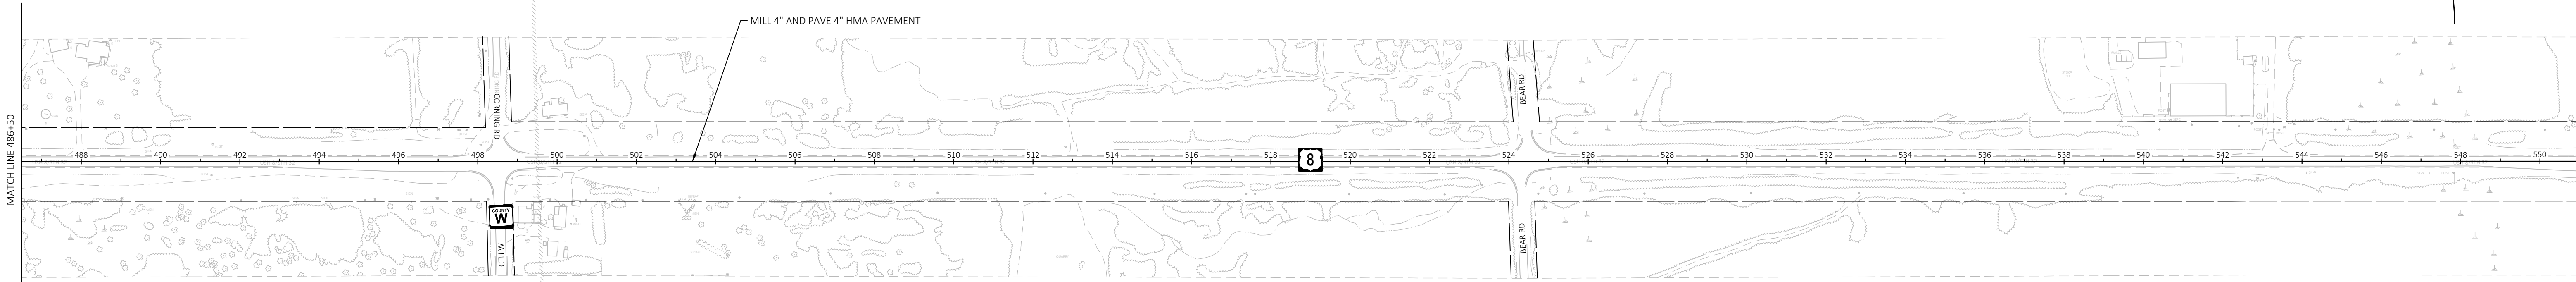 MILL 4" AND PAVE 4" HMA PAVEMENT
MATCH LINE 486+50
CORNING RD
BEAR RD
488 490 492 494 496 498 500 502 504 506 508 510 512 514 516 518 520 522 524 526 528 530 532 534 536 538 540 542 544 546 548 550
8
COUNTY
W
CTH W
BEAR RD